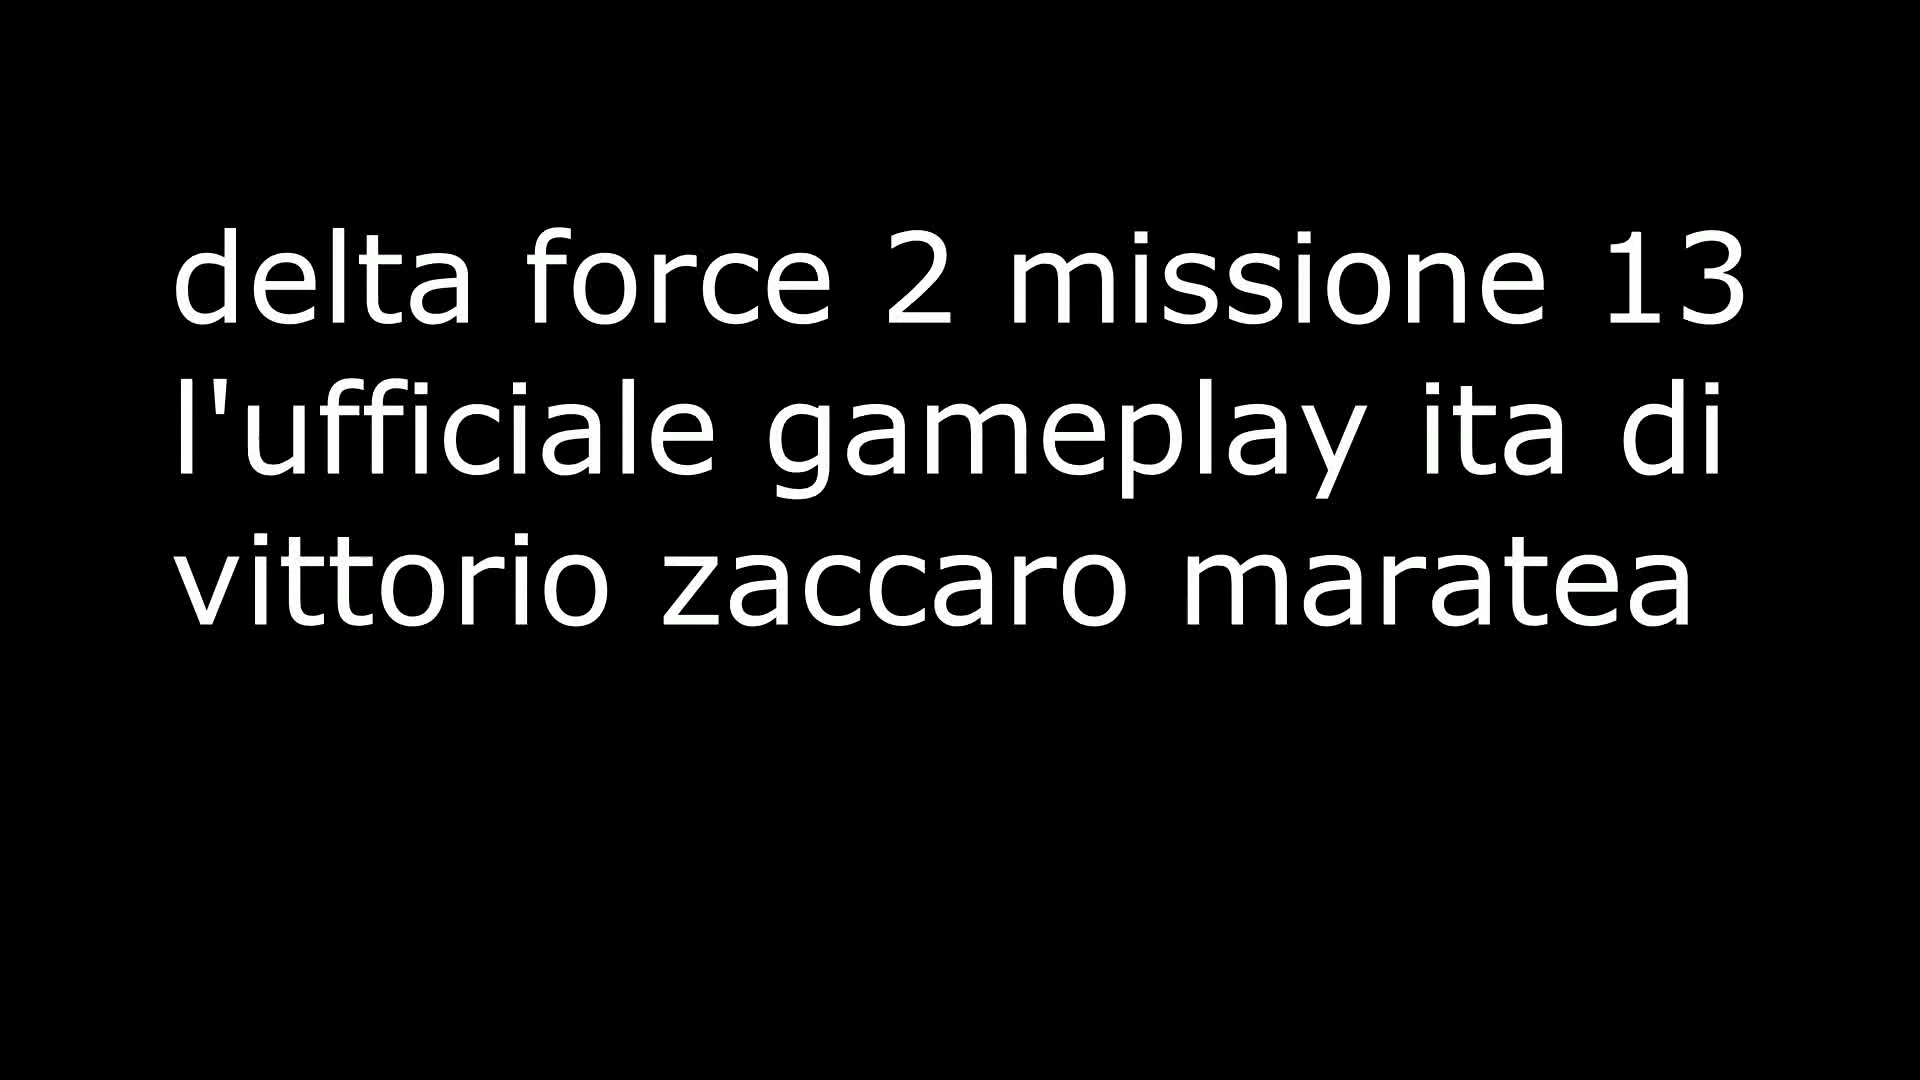 delta force 2 missione 13
l'ufficiale gameplay ita di
vittorio zaccaro maratea